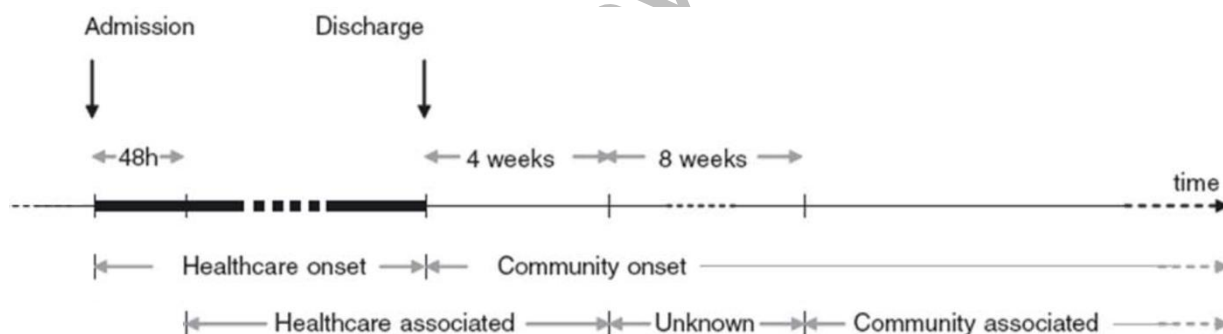 Admission Discharge
48h 4 weeks 8 weeks
time
Healthcare onset Community onset
Healthcare associated Unknown Community associated